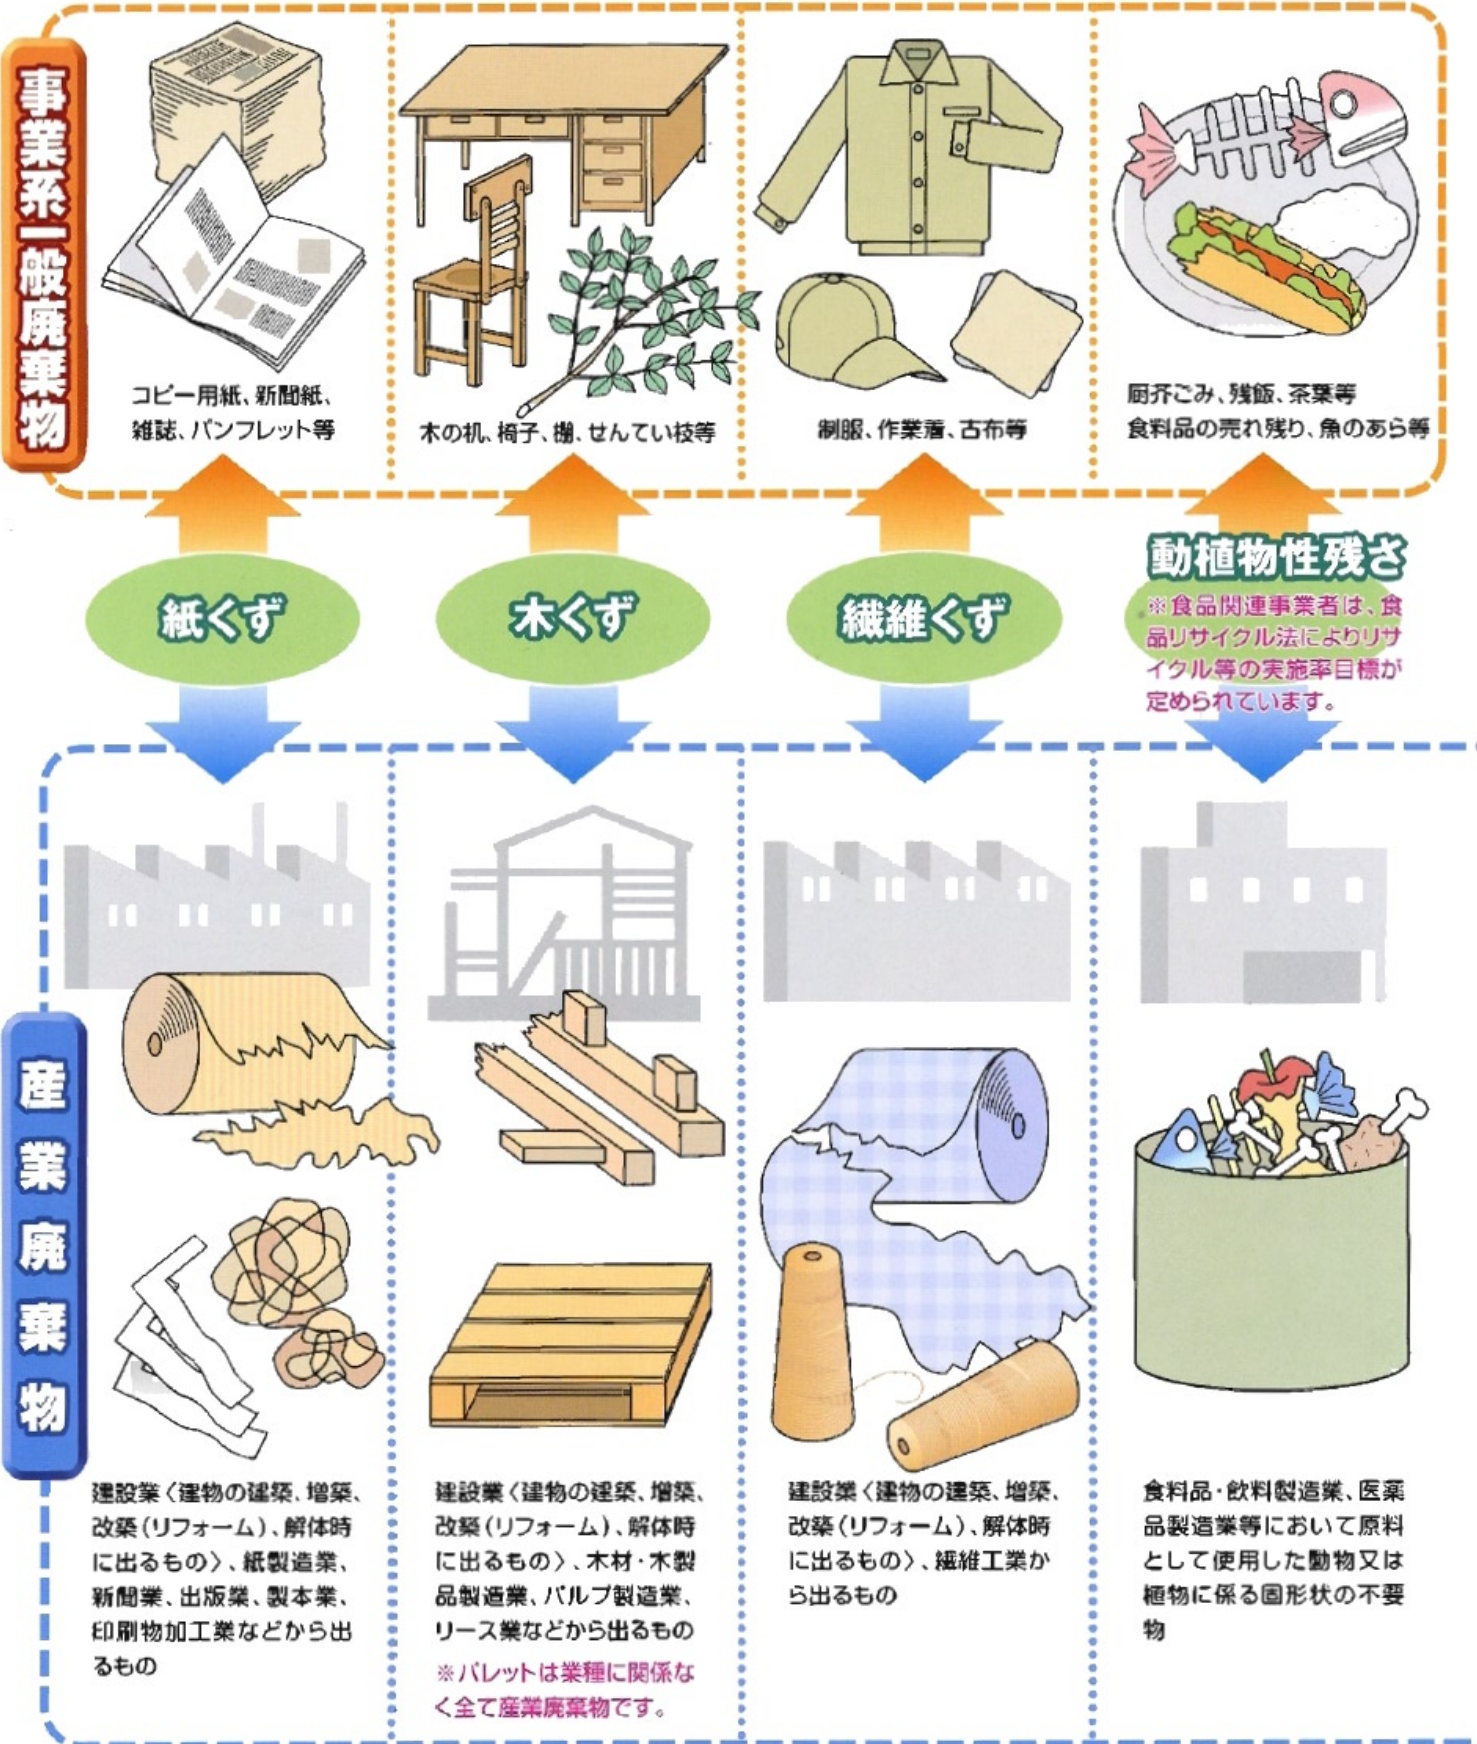 事業系一般廃棄物
コピー用紙、新聞紙、
雑誌、パンフレット等
木の机、椅子、棚、せんてい枝等
制服、作業着、古布等
厨芥ごみ、残飯、茶葉等
食料品の売れ残り、魚のあら等
紙くず
木くず
繊維くず
動植物性残さ
※食品関連事業者は、食
品リサイクル法によりリサ
イクル等の実施率目標が
定められています。
産業廃棄物
建設業〈建物の建築、増築、
改築（リフォーム）、解体時
に出るもの〉、紙製造業、
新聞業、出版業、製本業、
印刷物加工業などから出
るもの
建設業〈建物の建築、増築、
改築（リフォーム）、解体時
に出るもの〉、木材・木製
品製造業、パルプ製造業、
リース業などから出るもの
※パレットは業種に関係な
く全て産業廃棄物です。
建設業〈建物の建築、増築、
改築（リフォーム）、解体時
に出るもの〉、繊維工業か
ら出るもの
食料品・飲料製造業、医薬
品製造業等において原料
として使用した動物又は
植物に係る固形状の不要
物